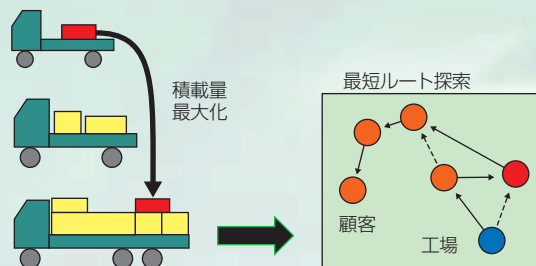 積載量
最大化
最短ルート探索
顧客
工場